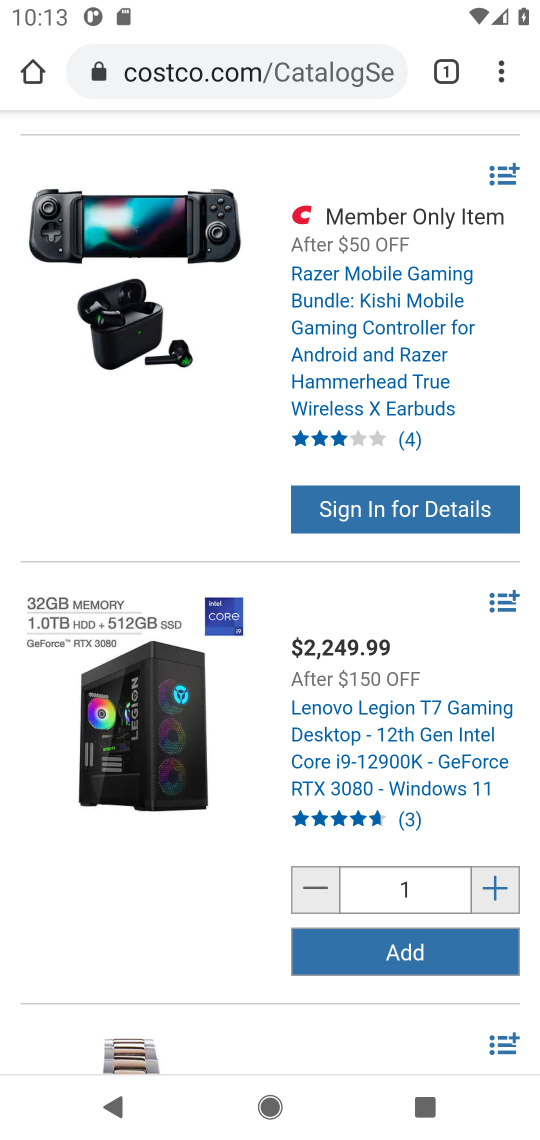 10:13
1
costco.com/CatalogSe
Member Only Item
After $50 OFF
Razer Mobile Gaming
Bundle: Kishi Mobile
Gaming Controller for
Android and Razer
Hammerhead True
Wireless X Earbuds
(4)
Sign In for Details
32GB MEMORY
1.0TB HDD + 512GB SSD
GeForce™ RTX 3080
intel
CORE
i9
LEGION
$2,249.99
After $150 OFF
Lenovo Legion T7 Gaming
Desktop - 12th Gen Intel
Core i9-12900K - GeForce
RTX 3080 - Windows 11
(3)
1
Add